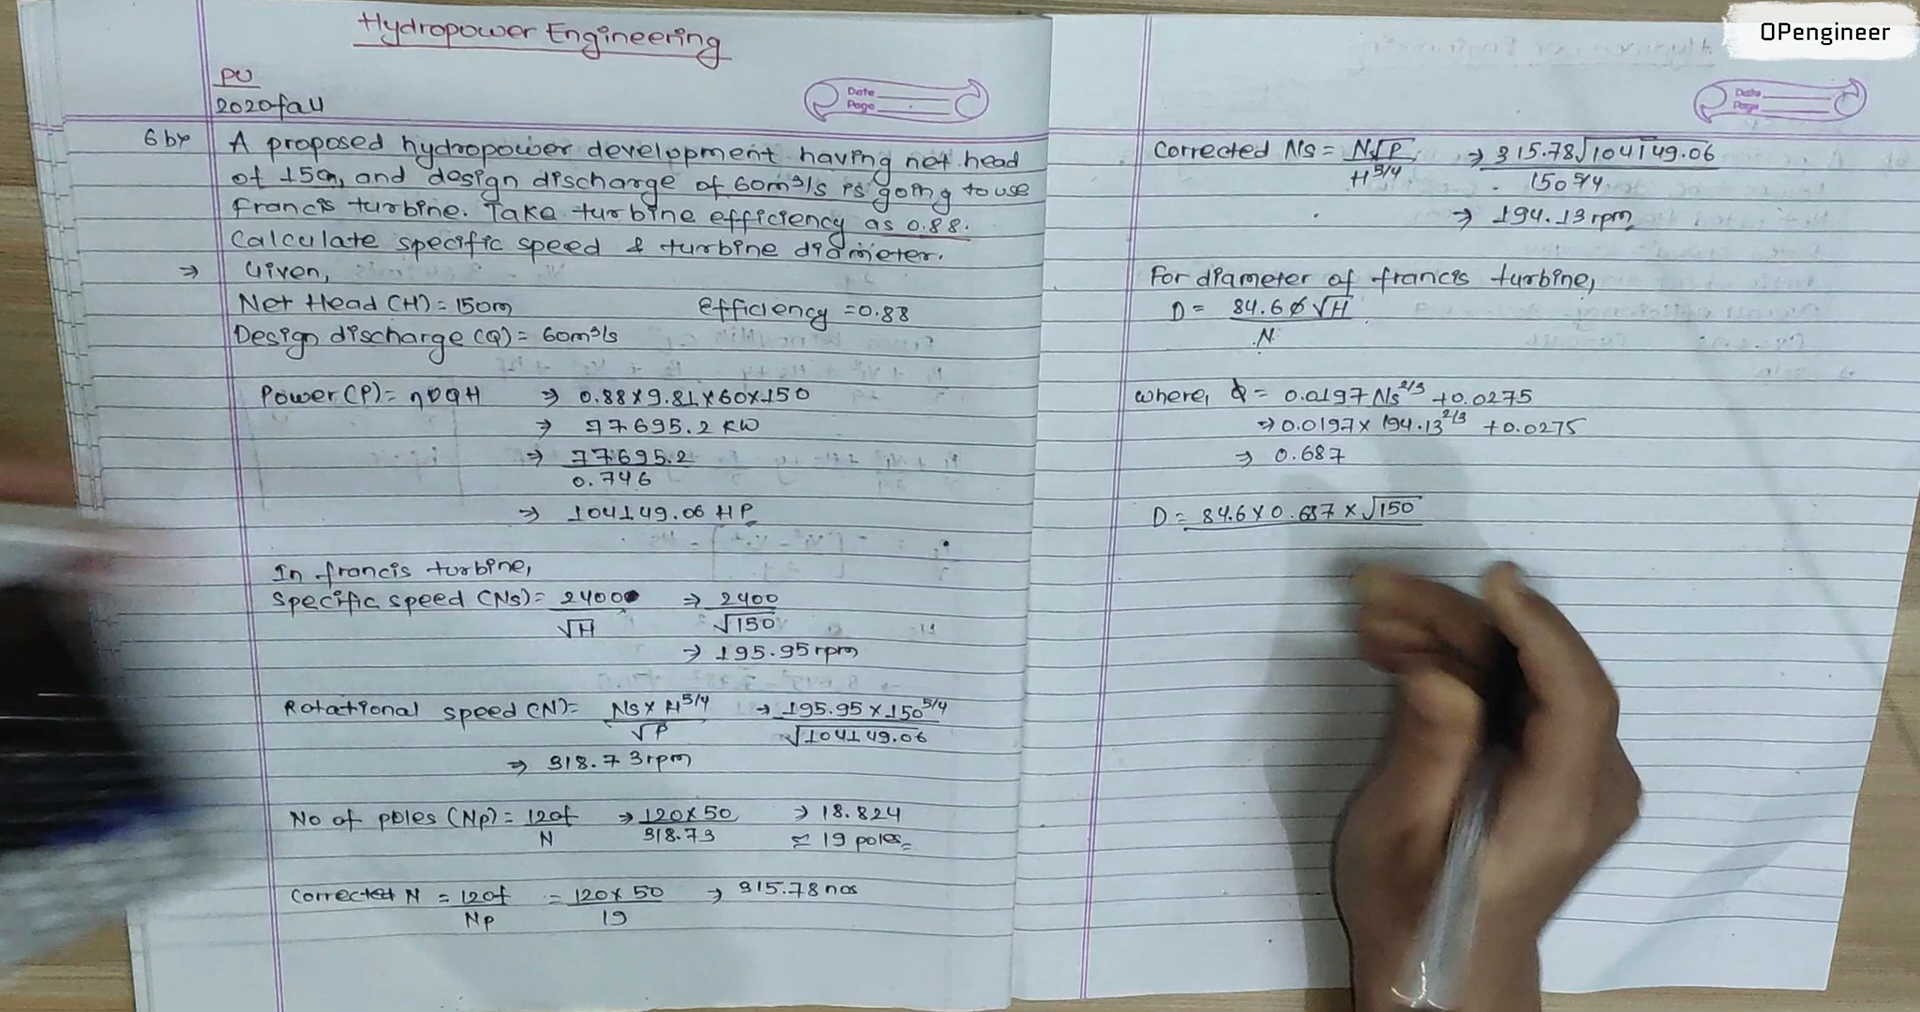 OPengineer
Hydropower Engineering
PU
2020 fall
Date
Page
6 b)
A proposed hydropower development having net head
of 150m, and design discharge of 60m³/s is going to use
francis turbine. Take turbine efficiency as 0.88.
Calculate specific speed & turbine diameter.
⇒ Given,
Net Head (H) = 150m efficiency = 0.88
Design discharge (Q) = 60m³/s
Power (P) = ηρQH ⇒ 0.88×9.81×60×150
⇒ 77695.2 KW
⇒ 77695.2
0.746
⇒ 104149.06 HP
In francis turbine,
Specific speed (Ns) = 2400 ⇒ 2400
√H √150
⇒ 195.95 rpm
Rotational speed (N) = Ns × H^5/4 → 195.95 × 150^5/4
√P √104149.06
⇒ 318.73 rpm
No of poles (Np) = 120f ⇒ 120×50 ⇒ 18.824
N 318.73 ≈ 19 poles
Corrected N = 120f = 120×50 → 315.78 nos
Np 19
Date
Page
Corrected Ns = N√P ⇒ 315.78√104149.06
H^5/4 150^5/4
⇒ 194.13 rpm
For diameter of francis turbine,
D = 84.6 φ √H
N
where, φ = 0.0197 Ns^2/3 + 0.0275
⇒ 0.0197 × 194.13^2/3 + 0.0275
⇒ 0.687
D = 84.6 × 0.687 × √150